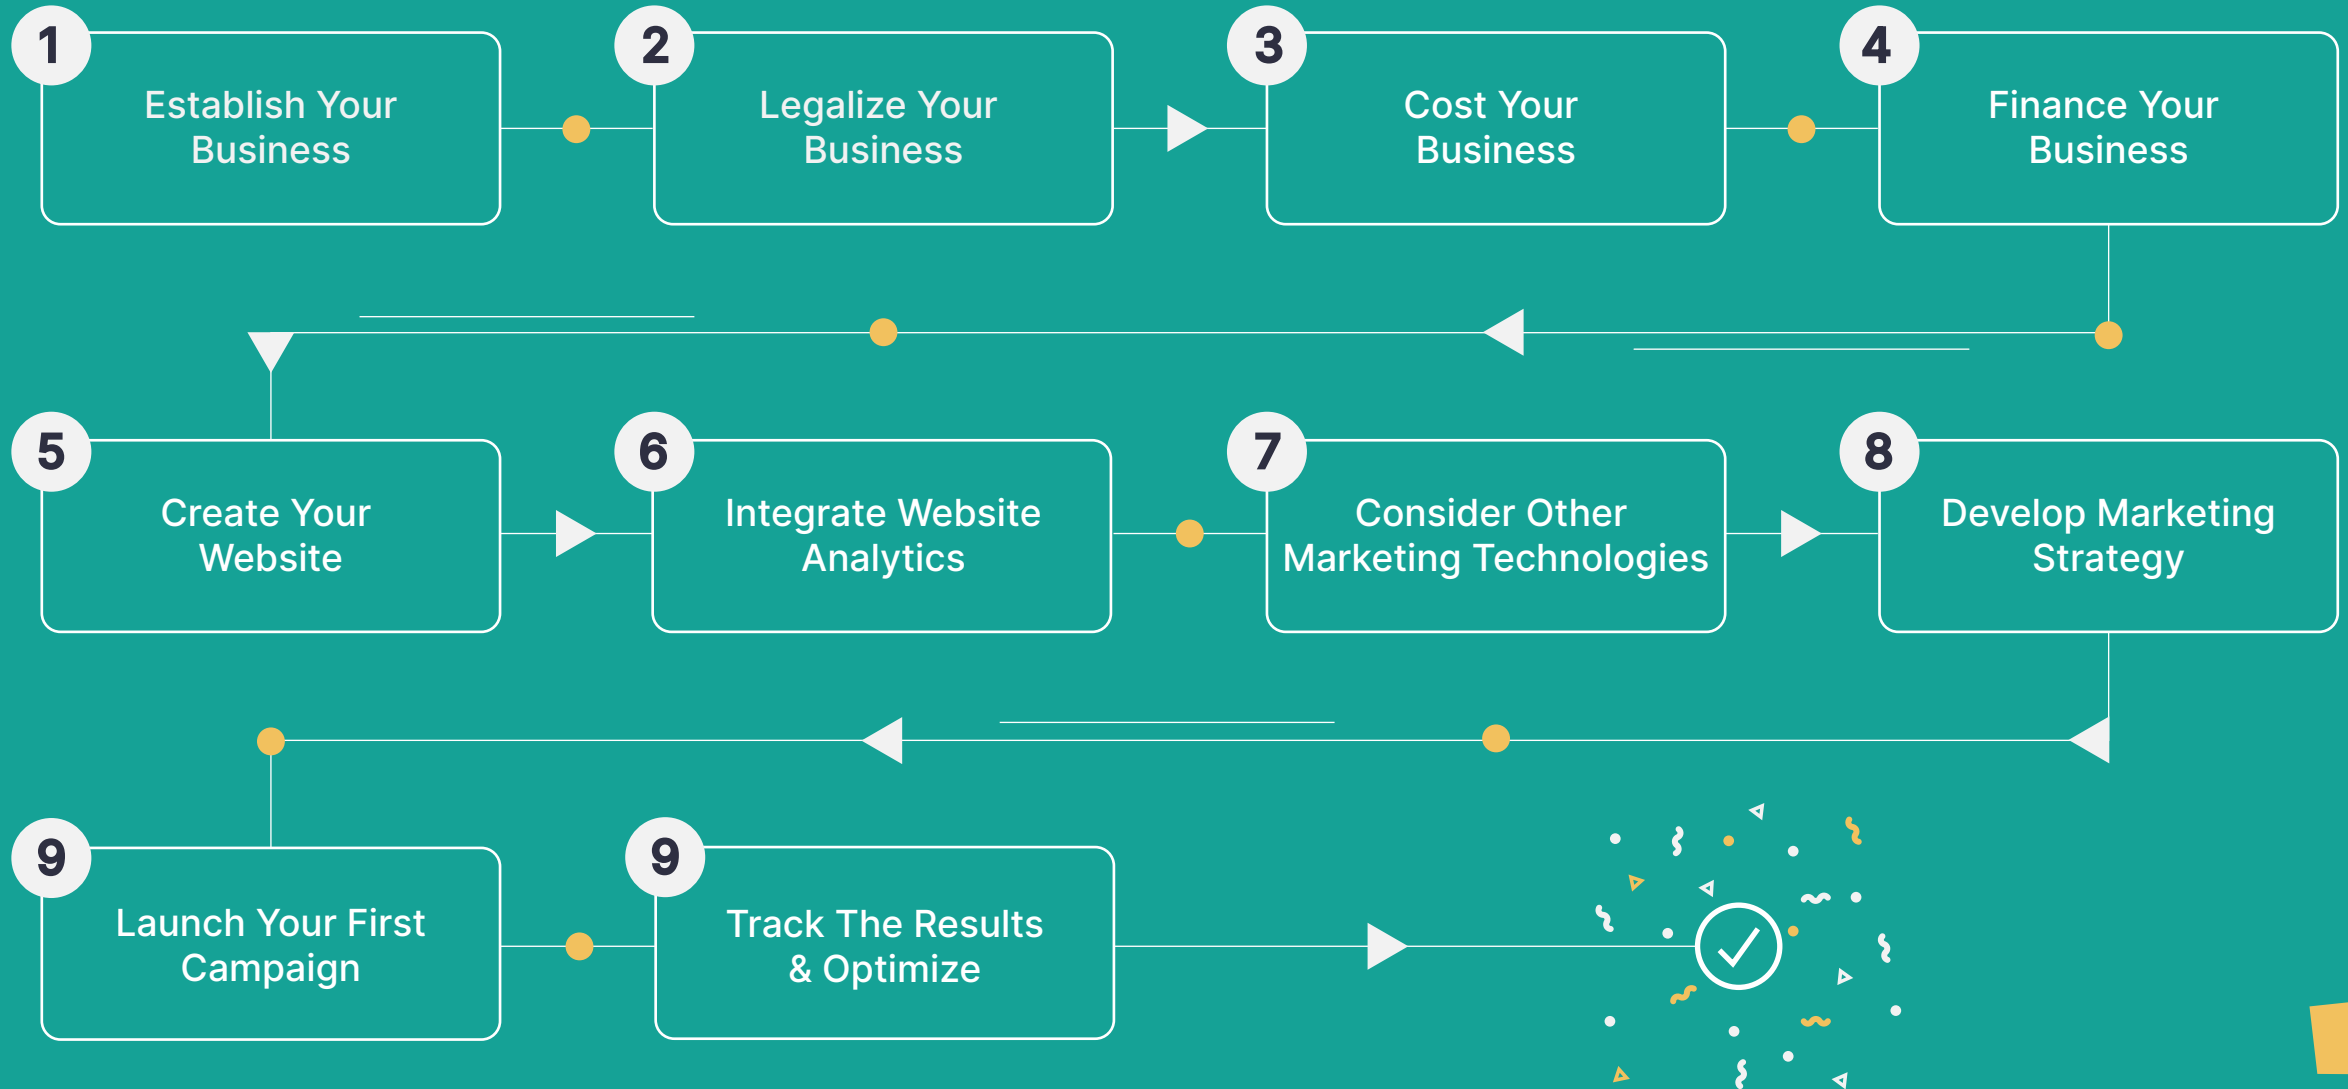 1
Establish Your
Business
2
Legalize Your
Business
3
Cost Your
Business
4
Finance Your
Business
5
Create Your
Website
6
Integrate Website
Analytics
7
Consider Other
Marketing Technologies
8
Develop Marketing
Strategy
9
Launch Your First
Campaign
9
Track The Results
& Optimize